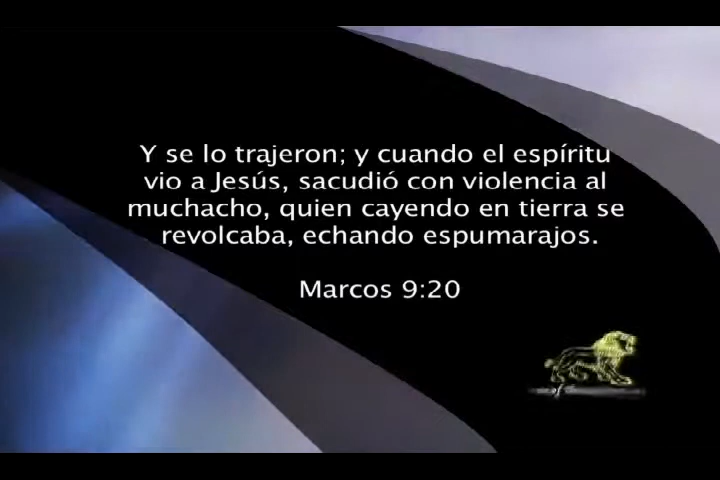 Y se lo trajeron; y cuando el espíritu
vio a Jesús, sacudió con violencia al
muchacho, quien cayendo en tierra se
revolcaba, echando espumarajos.
Marcos 9:20